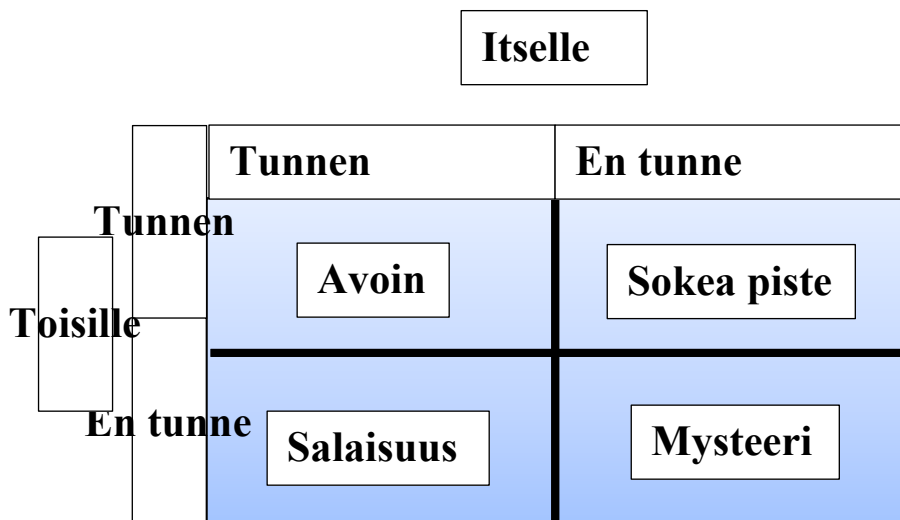 Itselle
Tunnen
En tunne
Tunnen
Avoin
Sokea piste
Toisille
En tunne
Salaisuus
Mysteeri